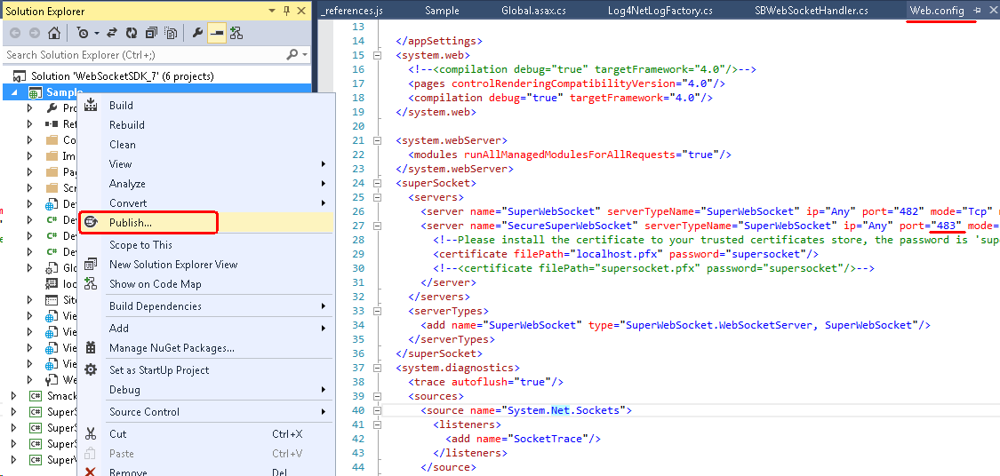 Solution Explorer
Search Solution Explorer (Ctrl+;)
Solution 'WebSocketSDK_7' (6 projects)
Sample
Pro
Ref
Co
Im
Pag
Scr
De
De
De
De
Glo
loc
Site
Vie
Vie
Vie
Vie
We
Smack
SuperS
SuperS
SuperS
SuperV
Build
Rebuild
Clean
View
Analyze
Convert
Publish...
Scope to This
New Solution Explorer View
Show on Code Map
Build Dependencies
Add
Manage NuGet Packages...
Set as StartUp Project
Debug
Source Control
Cut Ctrl+X
Paste Ctrl+V
Remove Del
_references.js Sample Global.asax.cs Log4NetLogFactory.cs SBWebSocketHandler.cs Web.config
13
14 </appSettings>
15 <system.web>
16 <!--<compilation debug="true" targetFramework="4.0"/>-->
17 <pages controlRenderingCompatibilityVersion="4.0"/>
18 <compilation debug="true" targetFramework="4.0"/>
19 </system.web>
20
21 <system.webServer>
22 <modules runAllManagedModulesForAllRequests="true"/>
23 </system.webServer>
24 <superSocket>
25 <servers>
26 <server name="SuperWebSocket" serverTypeName="SuperWebSocket" ip="Any" port="482" mode="Tcp"
27 <server name="SecureSuperWebSocket" serverTypeName="SuperWebSocket" ip="Any" port="483" mode=
28 <!--Please install the certificate to your trusted certificates store, the password is 'sup
29 <certificate filePath="localhost.pfx" password="supersocket"/>
30 <!--<certificate filePath="supersocket.pfx" password="supersocket"/>-->
31 </server>
32 </servers>
33 <serverTypes>
34 <add name="SuperWebSocket" type="SuperWebSocket.WebSocketServer, SuperWebSocket"/>
35 </serverTypes>
36 </superSocket>
37 <system.diagnostics>
38 <trace autoflush="true"/>
39 <sources>
40 <source name="System.Net.Sockets">
41 <listeners>
42 <add name="SocketTrace"/>
43 </listeners>
44 </source>